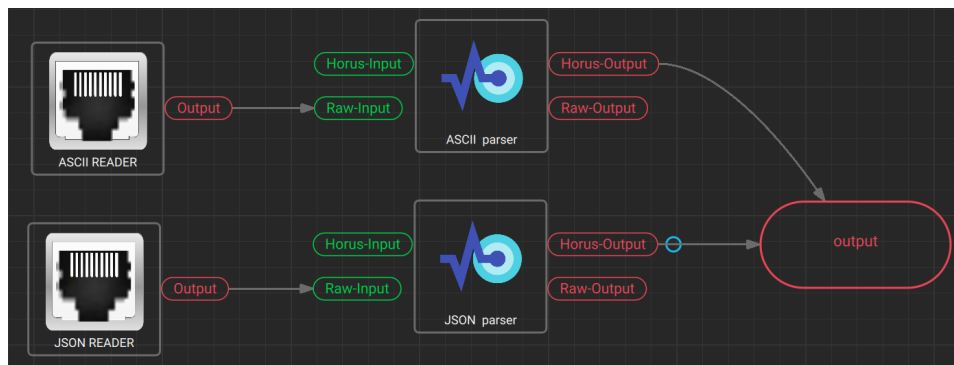 Horus-Input
Horus-Output
Output
Raw-Input
Raw-Output
ASCII READER
ASCII parser
output
Horus-Input
Horus-Output
Output
Raw-Input
Raw-Output
JSON READER
JSON parser